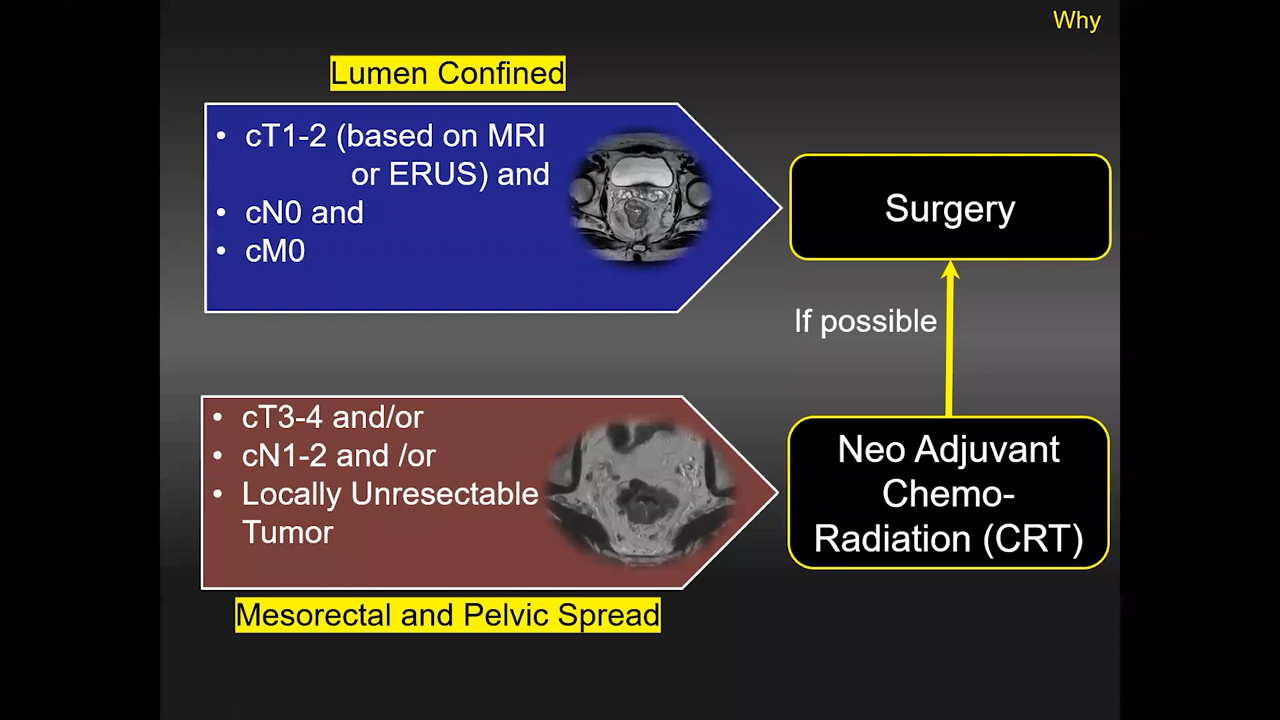 Why
Lumen Confined
• cT1-2 (based on MRI
or ERUS) and
• cN0 and
• cM0
Surgery
If possible
• cT3-4 and/or
• cN1-2 and /or
• Locally Unresectable
Tumor
Neo Adjuvant
Chemo-
Radiation (CRT)
Mesorectal and Pelvic Spread